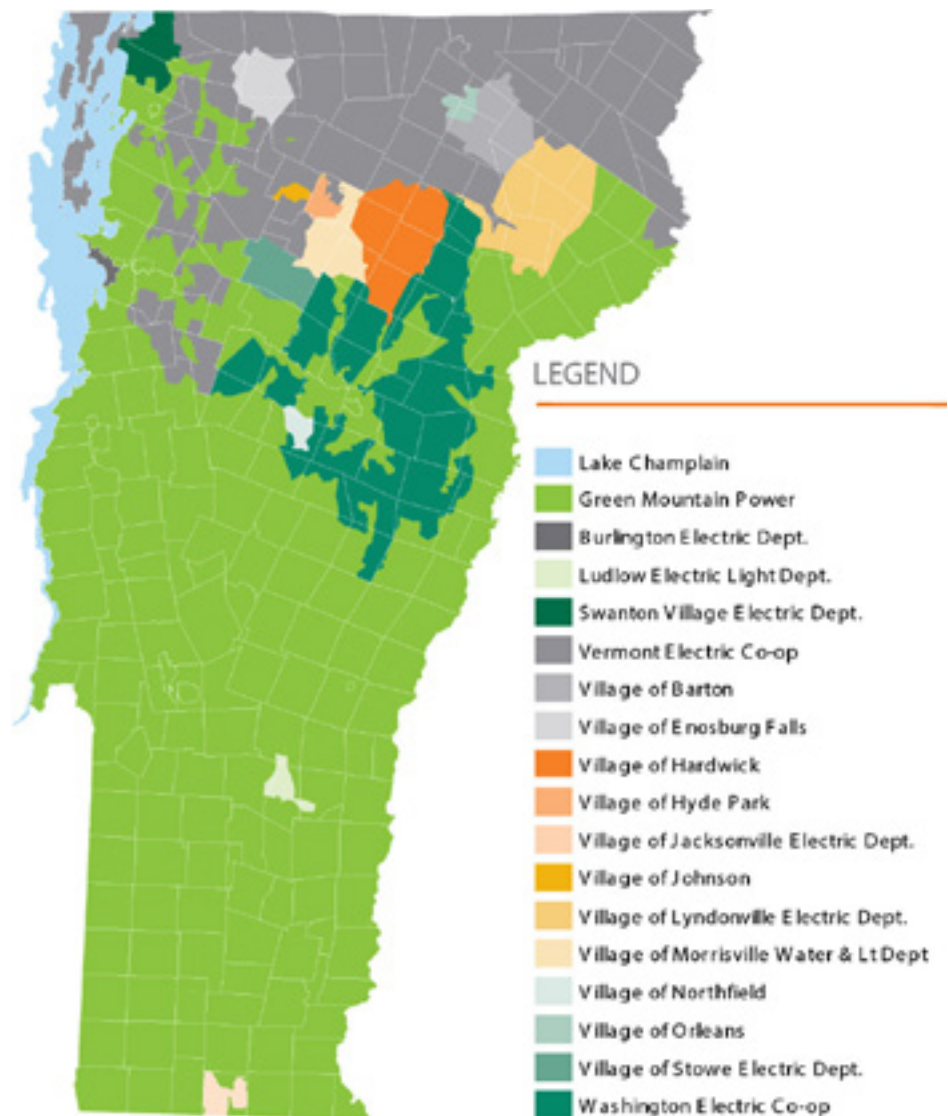 LEGEND
Lake Champlain
Green Mountain Power
Burlington Electric Dept.
Ludlow Electric Light Dept.
Swanton Village Electric Dept.
Vermont Electric Co-op
Village of Barton
Village of Enosburg Falls
Village of Hardwick
Village of Hyde Park
Village of Jacksonville Electric Dept.
Village of Johnson
Village of Lyndonville Electric Dept.
Village of Morrisville Water & Lt Dept
Village of Northfield
Village of Orleans
Village of Stowe Electric Dept.
Washington Electric Co-op